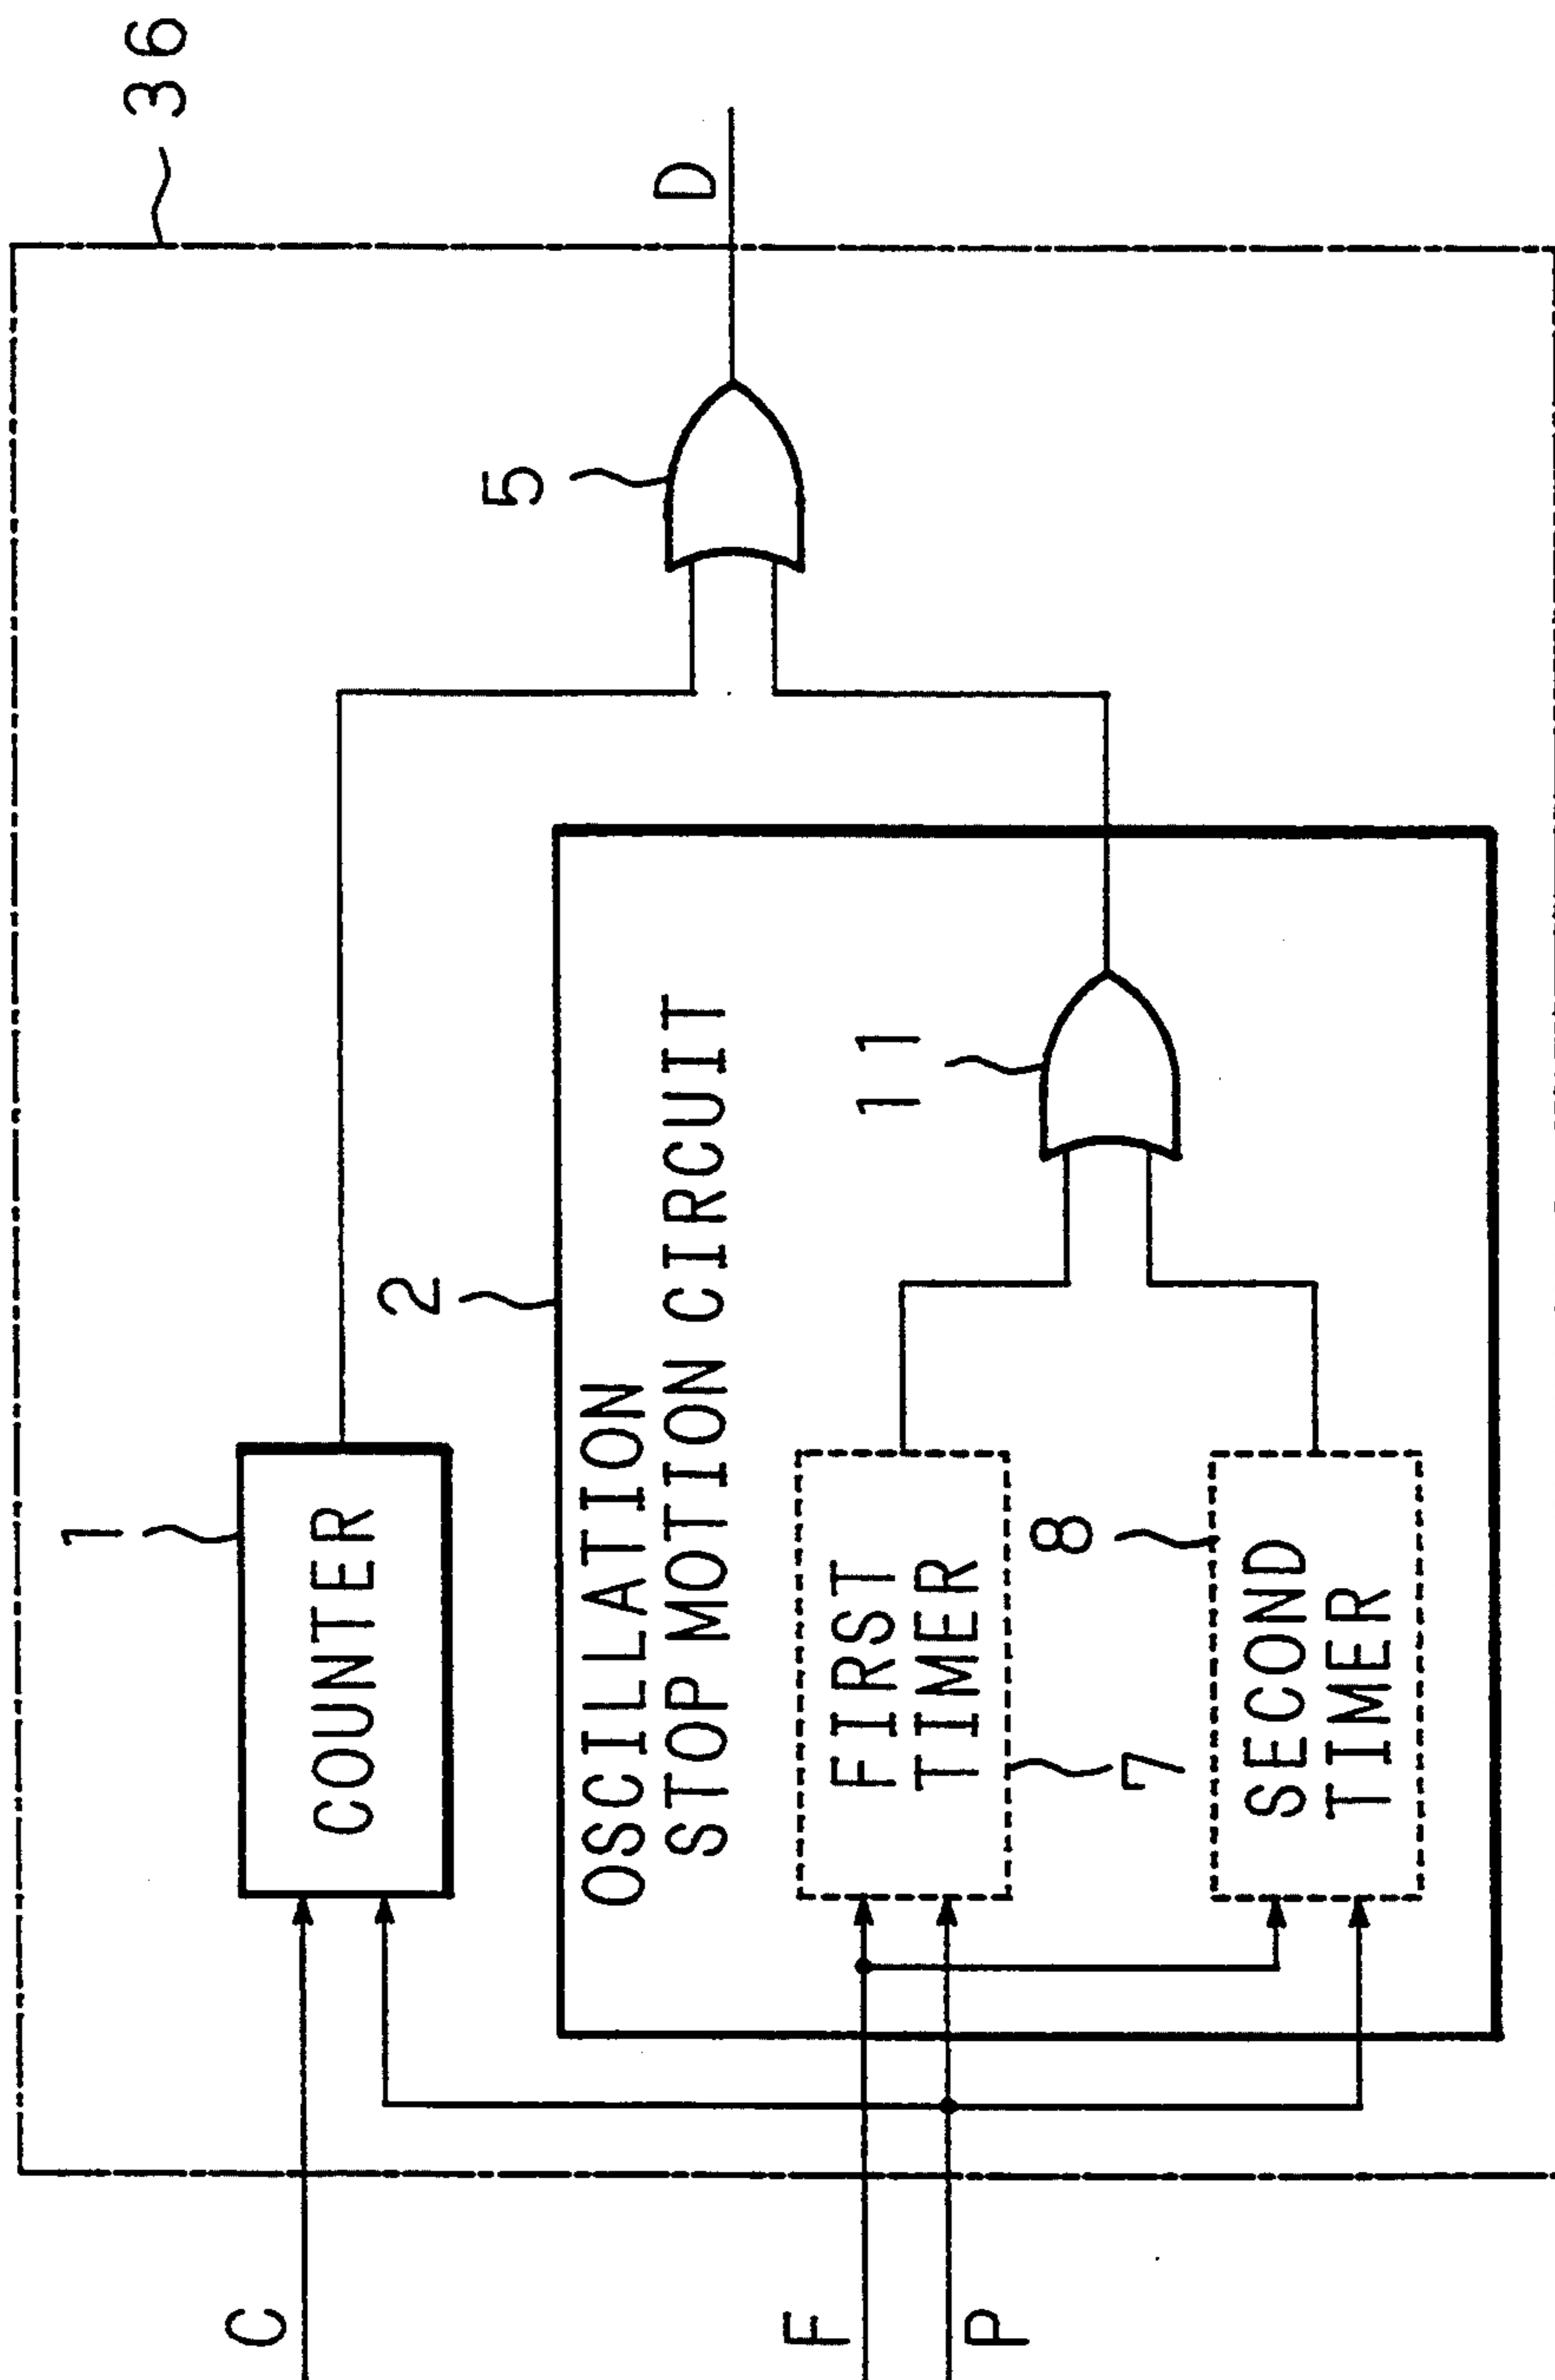 36
C
1
COUNTER
5
D
2
OSCILLATION
STOP MOTION CIRCUIT
F
P
FIRST
TIMER
7
11
8
SECOND
TIMER